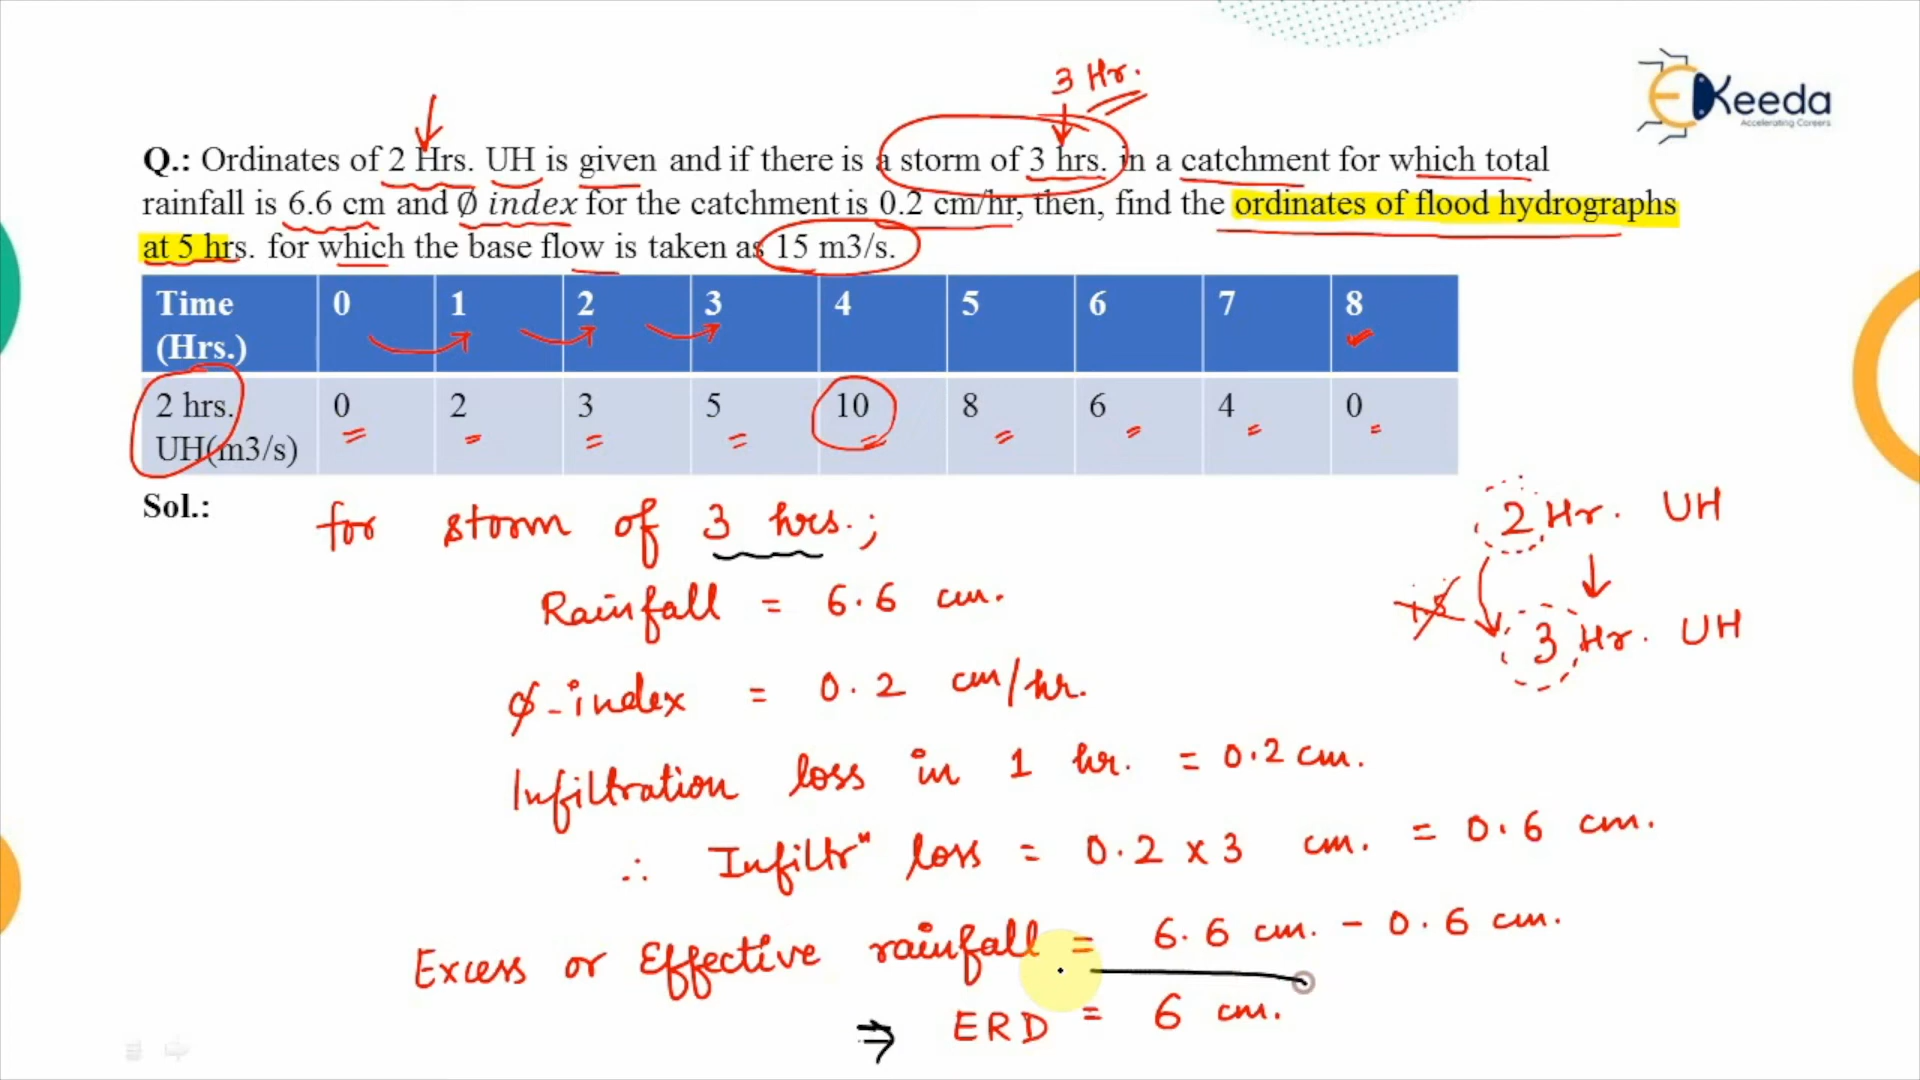 3 Hr.
Keeda
Accelerating Careers
Q.: Ordinates of 2 Hrs. UH is given and if there is a storm of 3 hrs. in a catchment for which total
rainfall is 6.6 cm and ∅ index for the catchment is 0.2 cm/hr, then, find the ordinates of flood hydrographs
at 5 hrs. for which the base flow is taken as 15 m3/s.
Time (Hrs.) 0 1 2 3 4 5 6 7 8
2 hrs. UH(m3/s) 0 2 3 5 10 8 6 4 0
Sol.:
for storm of 3 hrs.;
2 Hr. UH
Rainfall = 6.6 cm.
3 Hr. UH
∅-index = 0.2 cm/hr.
Infiltration loss in 1 hr. = 0.2 cm.
∴ Infiltrⁿ loss = 0.2 x 3 cm. = 0.6 cm.
Excess or Effective rainfall = 6.6 cm. - 0.6 cm.
⇒ ERD = 6 cm.